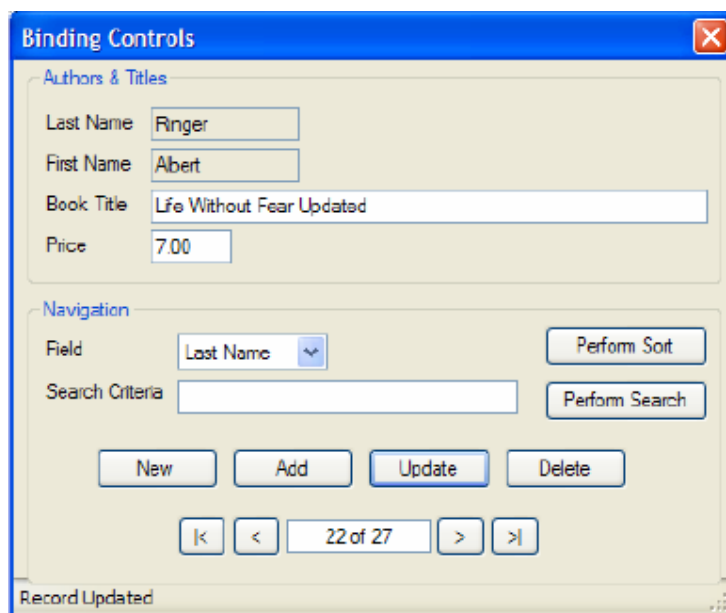 Binding Controls
Authors & Titles
Last Name Ringer
First Name Albert
Book Title Life Without Fear Updated
Price 7.00
Navigation
Field Last Name Perform Sort
Search Criteria Perform Search
New Add Update Delete
|< < 22 of 27 > >|
Record Updated